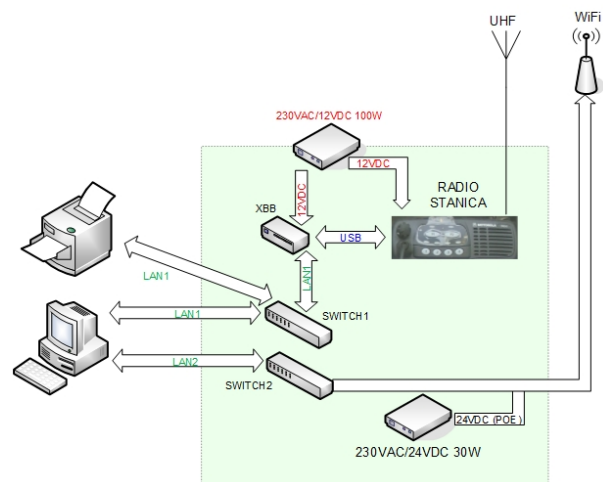 UHF
WiFi
230VAC/12VDC 100W
12VDC
12VDC
RADIO
STANICA
XBB
USB
LAN1
LAN1
SWITCH1
LAN1
LAN2
SWITCH2
24VDC (POE)
230VAC/24VDC 30W